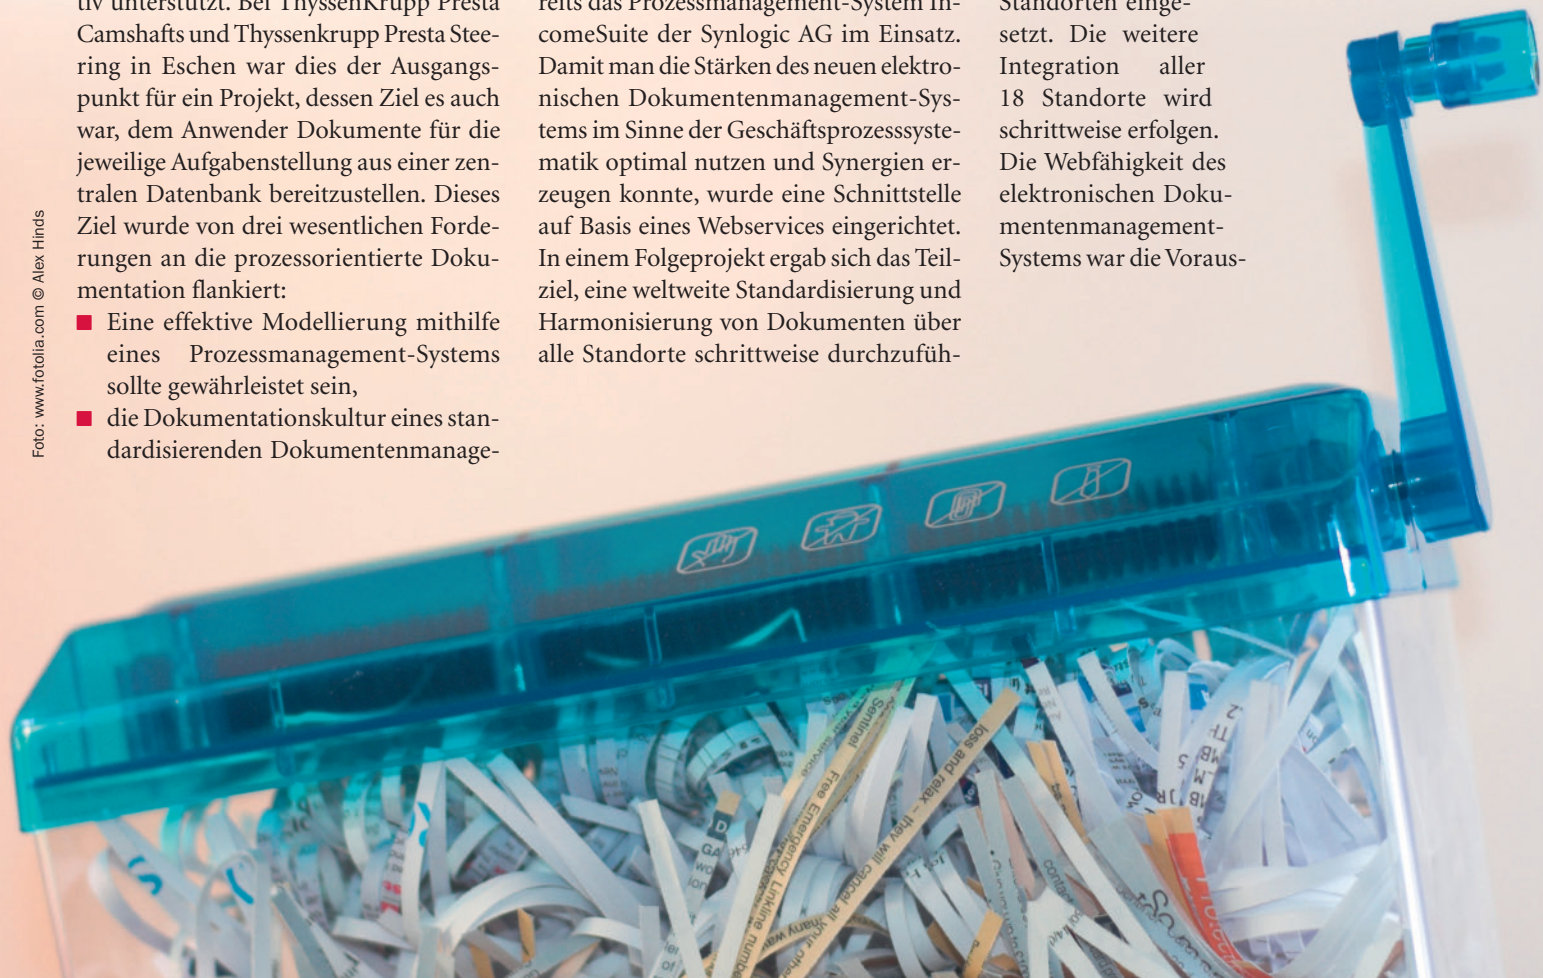 tiv unterstützt. Bei ThyssenKrupp Presta
Camshafts und Thyssenkrupp Presta Stee-
ring in Eschen war dies der Ausgangs-
punkt für ein Projekt, dessen Ziel es auch
war, dem Anwender Dokumente für die
jeweilige Aufgabenstellung aus einer zen-
tralen Datenbank bereitzustellen. Dieses
Ziel wurde von drei wesentlichen Forde-
rungen an die prozessorientierte Doku-
mentation flankiert:
Eine effektive Modellierung mithilfe
eines Prozessmanagement-Systems
sollte gewährleistet sein,
die Dokumentationskultur eines stan-
dardisierenden Dokumentenmanage-
reits das Prozessmanagement-System In-
comeSuite der Synlogic AG im Einsatz.
Damit man die Stärken des neuen elektro-
nischen Dokumentenmanagement-Sys-
tems im Sinne der Geschäftsprozesssyste-
matik optimal nutzen und Synergien er-
zeugen konnte, wurde eine Schnittstelle
auf Basis eines Webservices eingerichtet.
In einem Folgeprojekt ergab sich das Teil-
ziel, eine weltweite Standardisierung und
Harmonisierung von Dokumenten über
alle Standorte schrittweise durchzufüh-
Standorten einge-
setzt. Die weitere
Integration aller
18 Standorte wird
schrittweise erfolgen.
Die Webfähigkeit des
elektronischen Doku-
mentenmanagement-
Systems war die Voraus-
Foto: www.fotolia.com © Alex Hinds
Sentinel
Free Emergency Linkline numbe
loss and relax – they will cancel all your othe
many wa
contac